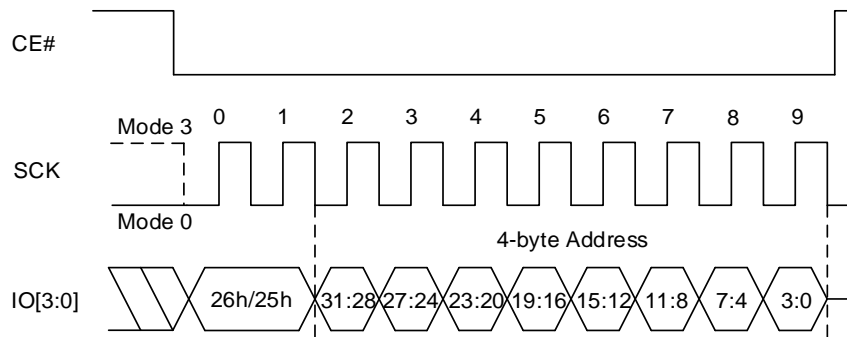 CE#
Mode 3 0 1 2 3 4 5 6 7 8 9
SCK
Mode 0
4-byte Address
IO[3:0] 26h/25h 31:28 27:24 23:20 19:16 15:12 11:8 7:4 3:0